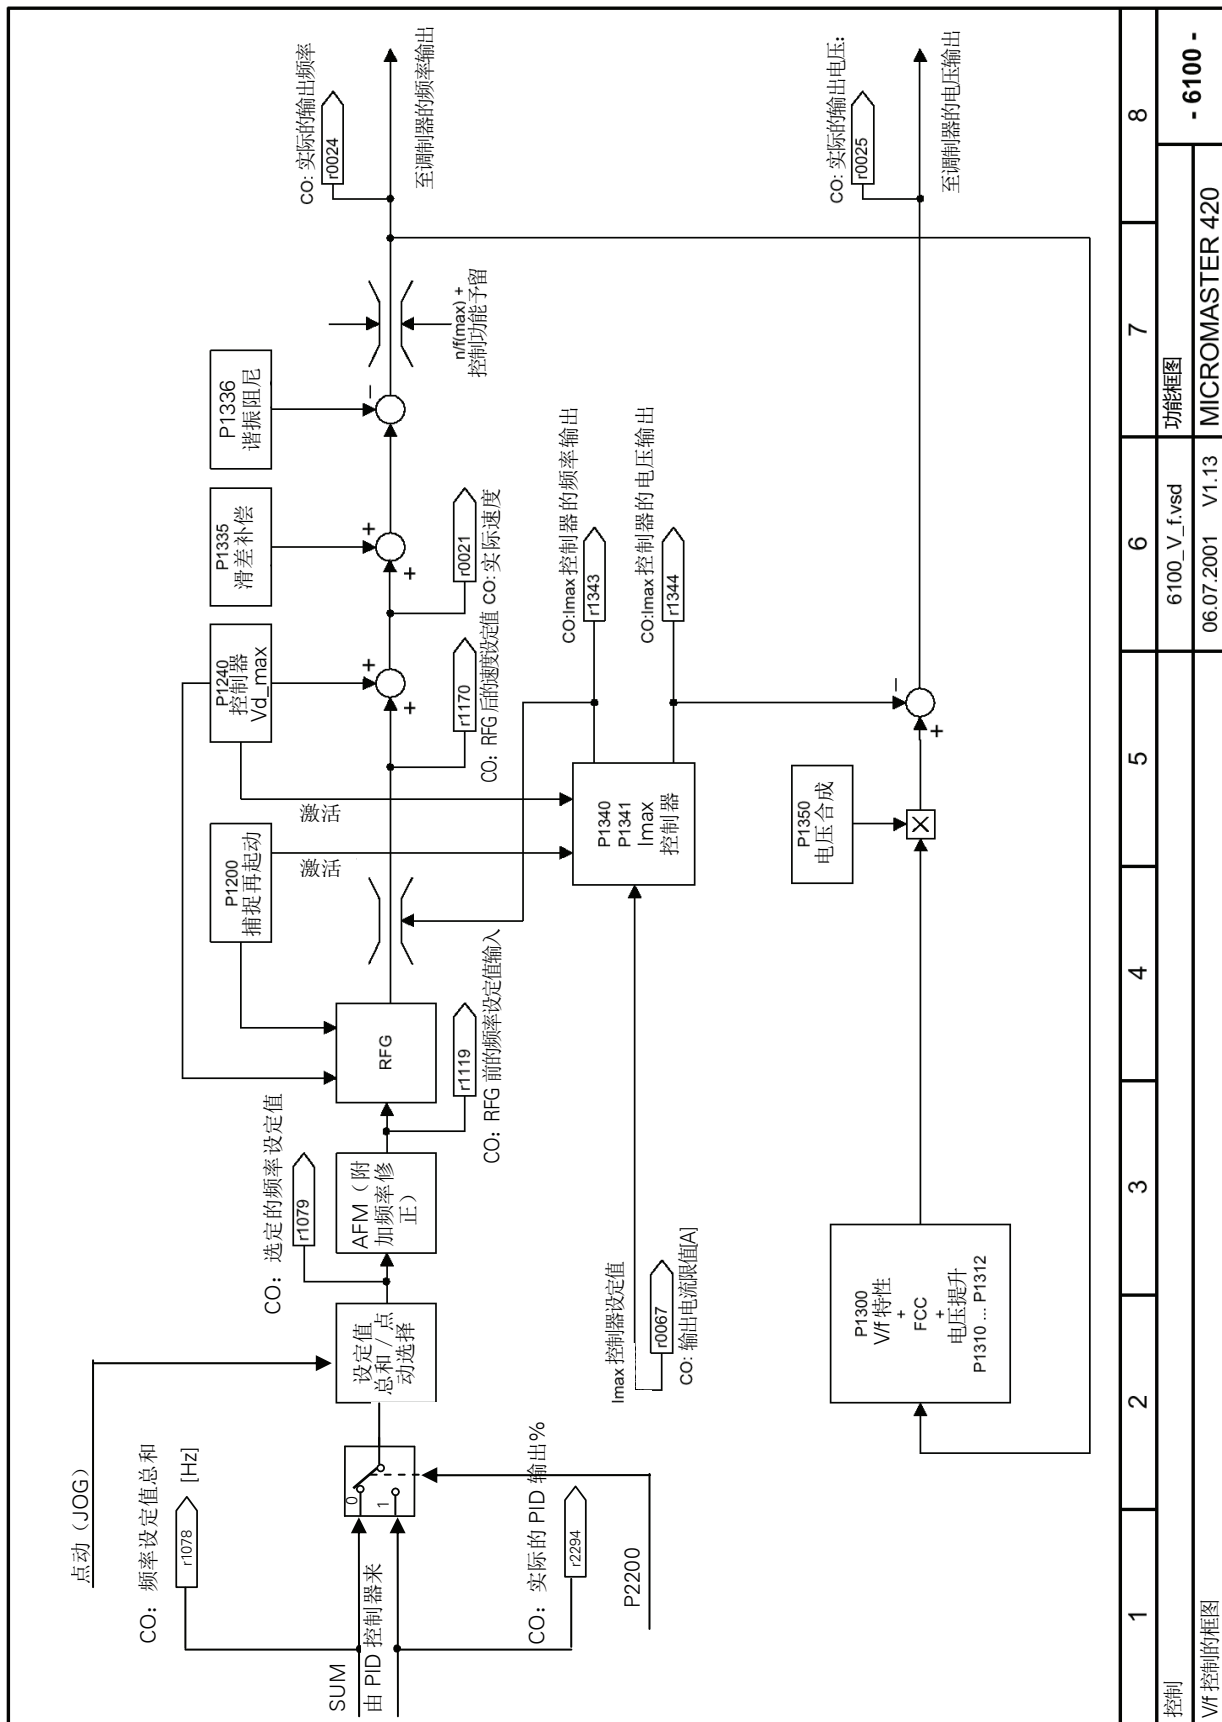 点动（JOG）
CO：频率设定值总和
r1078
[Hz]
SUM
由 PID 控制器来
0
1
CO：实际的 PID 输出%
r2294
P2200
设定值
总和 / 点
动选择
CO：选定的频率设定值
r1079
AFM（附
加频率修
正）
r1119
CO：RFG 前的频率设定值输入
RFG
P1200
捕捉再起动
激活
P1240
控制器
Vd_max
激活
+
+
r1170
CO：RFG 后的速度设定值
P1335
滑差补偿
+
+
r0021
CO：实际速度
P1336
谐振阻尼
–
n/f(max) +
控制功能予留
CO: 实际的输出频率
r0024
至调制器的频率输出
Imax 控制器设定值
r0067
CO: 输出电流限值[A]
P1340
P1341
Imax
控制器
CO:Imax 控制器的频率输出
r1343
CO:Imax 控制器的电压输出
r1344
P1300
V/f 特性
+
FCC
+
电压提升
P1310 ... P1312
P1350
电压合成
X
+
–
CO: 实际的输出电压:
r0025
至调制器的电压输出
1
2
3
4
5
6
7
8
控制
6100_V_f.vsd
功能框图
- 6100 -
V/f 控制的框图
06.07.2001
V1.13
MICROMASTER 420